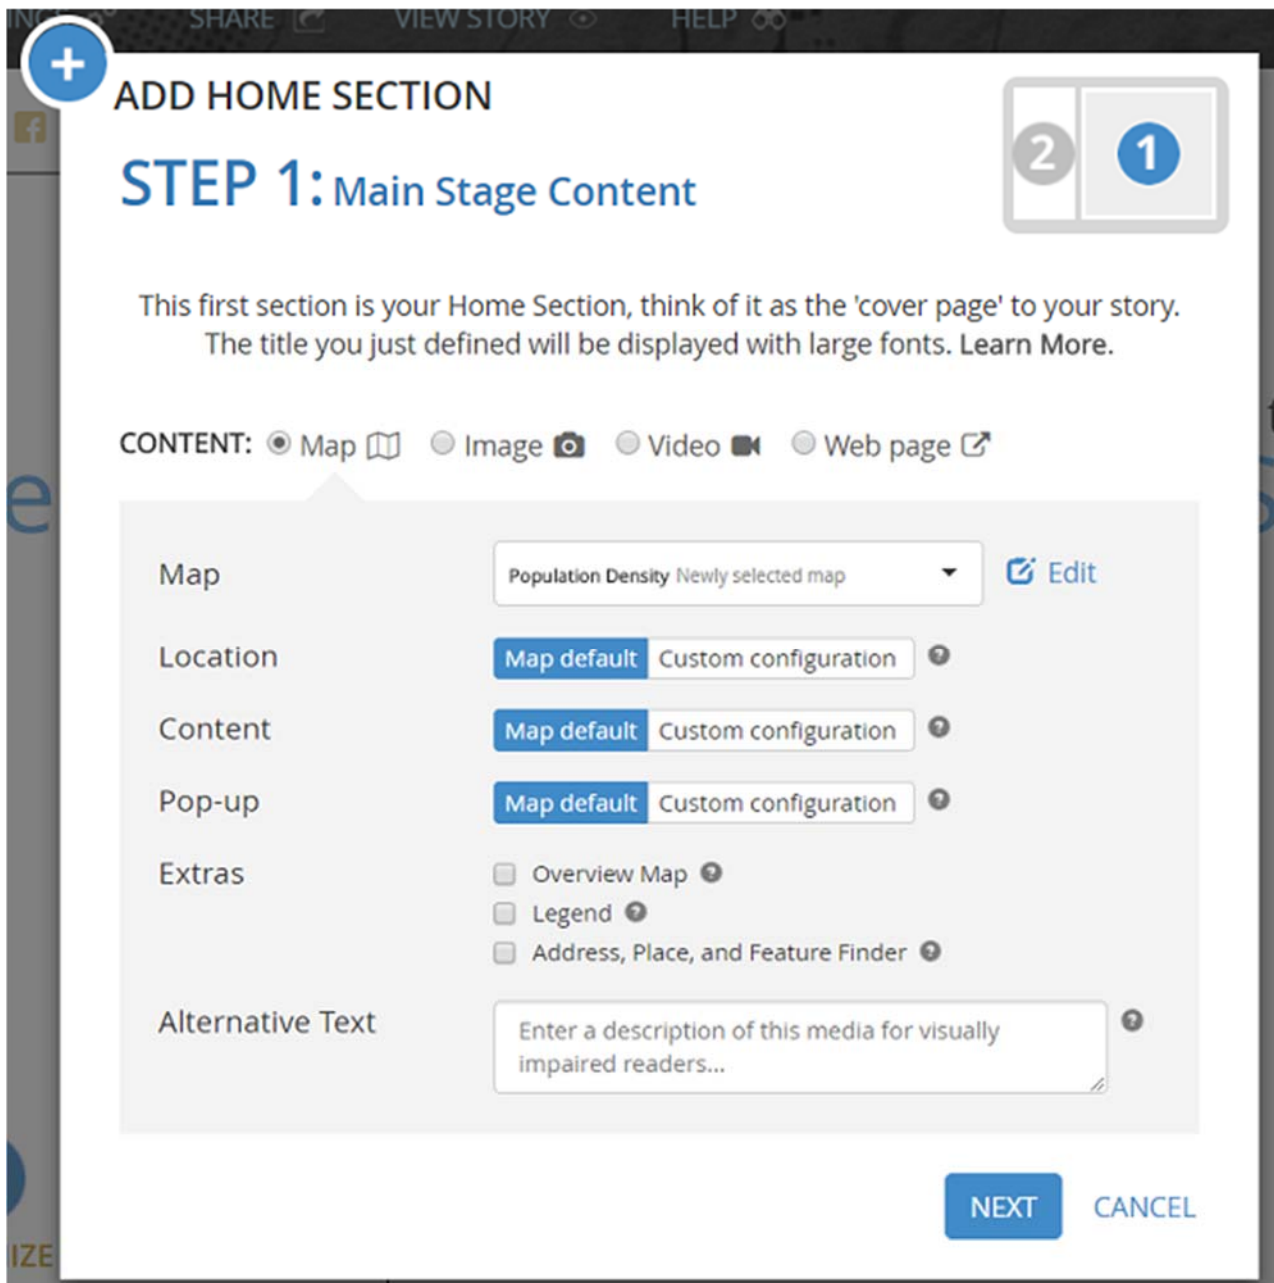 SHARE VIEW STORY HELP
ADD HOME SECTION
2 1
STEP 1: Main Stage Content
This first section is your Home Section, think of it as the 'cover page' to your story.
The title you just defined will be displayed with large fonts. Learn More.
CONTENT: Map Image Video Web page
Map Population Density Newly selected map Edit
Location Map default Custom configuration
Content Map default Custom configuration
Pop-up Map default Custom configuration
Extras Overview Map
Legend
Address, Place, and Feature Finder
Alternative Text Enter a description of this media for visually
impaired readers...
NEXT CANCEL
IZE